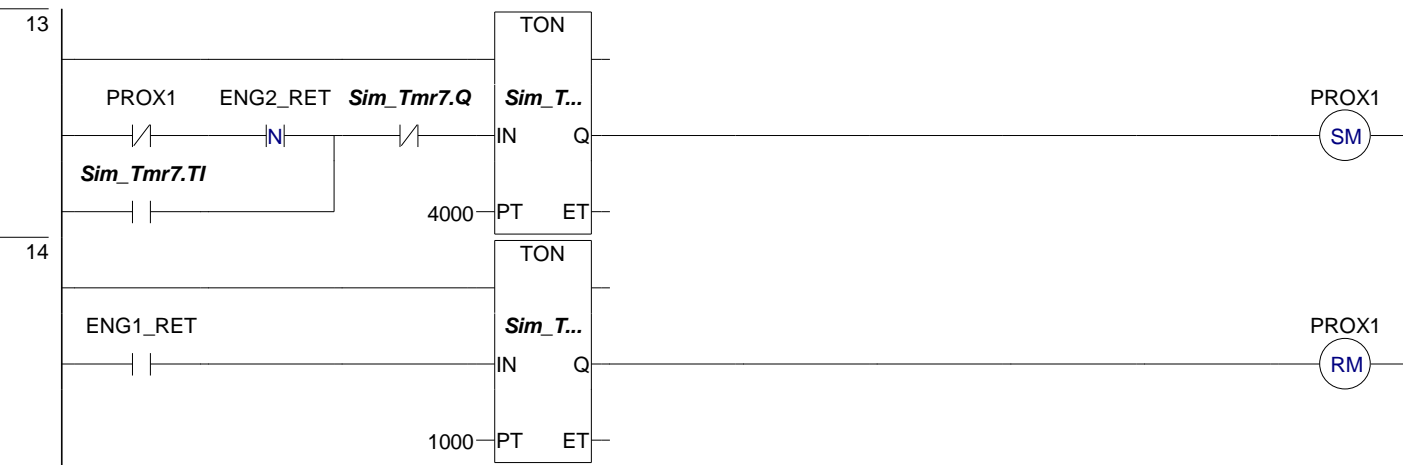 13
TON
PROX1 ENG2_RET Sim_Tmr7.Q Sim_T... PROX1
N IN Q SM
Sim_Tmr7.TI
4000 PT ET
14
TON
ENG1_RET Sim_T... PROX1
IN Q RM
1000 PT ET